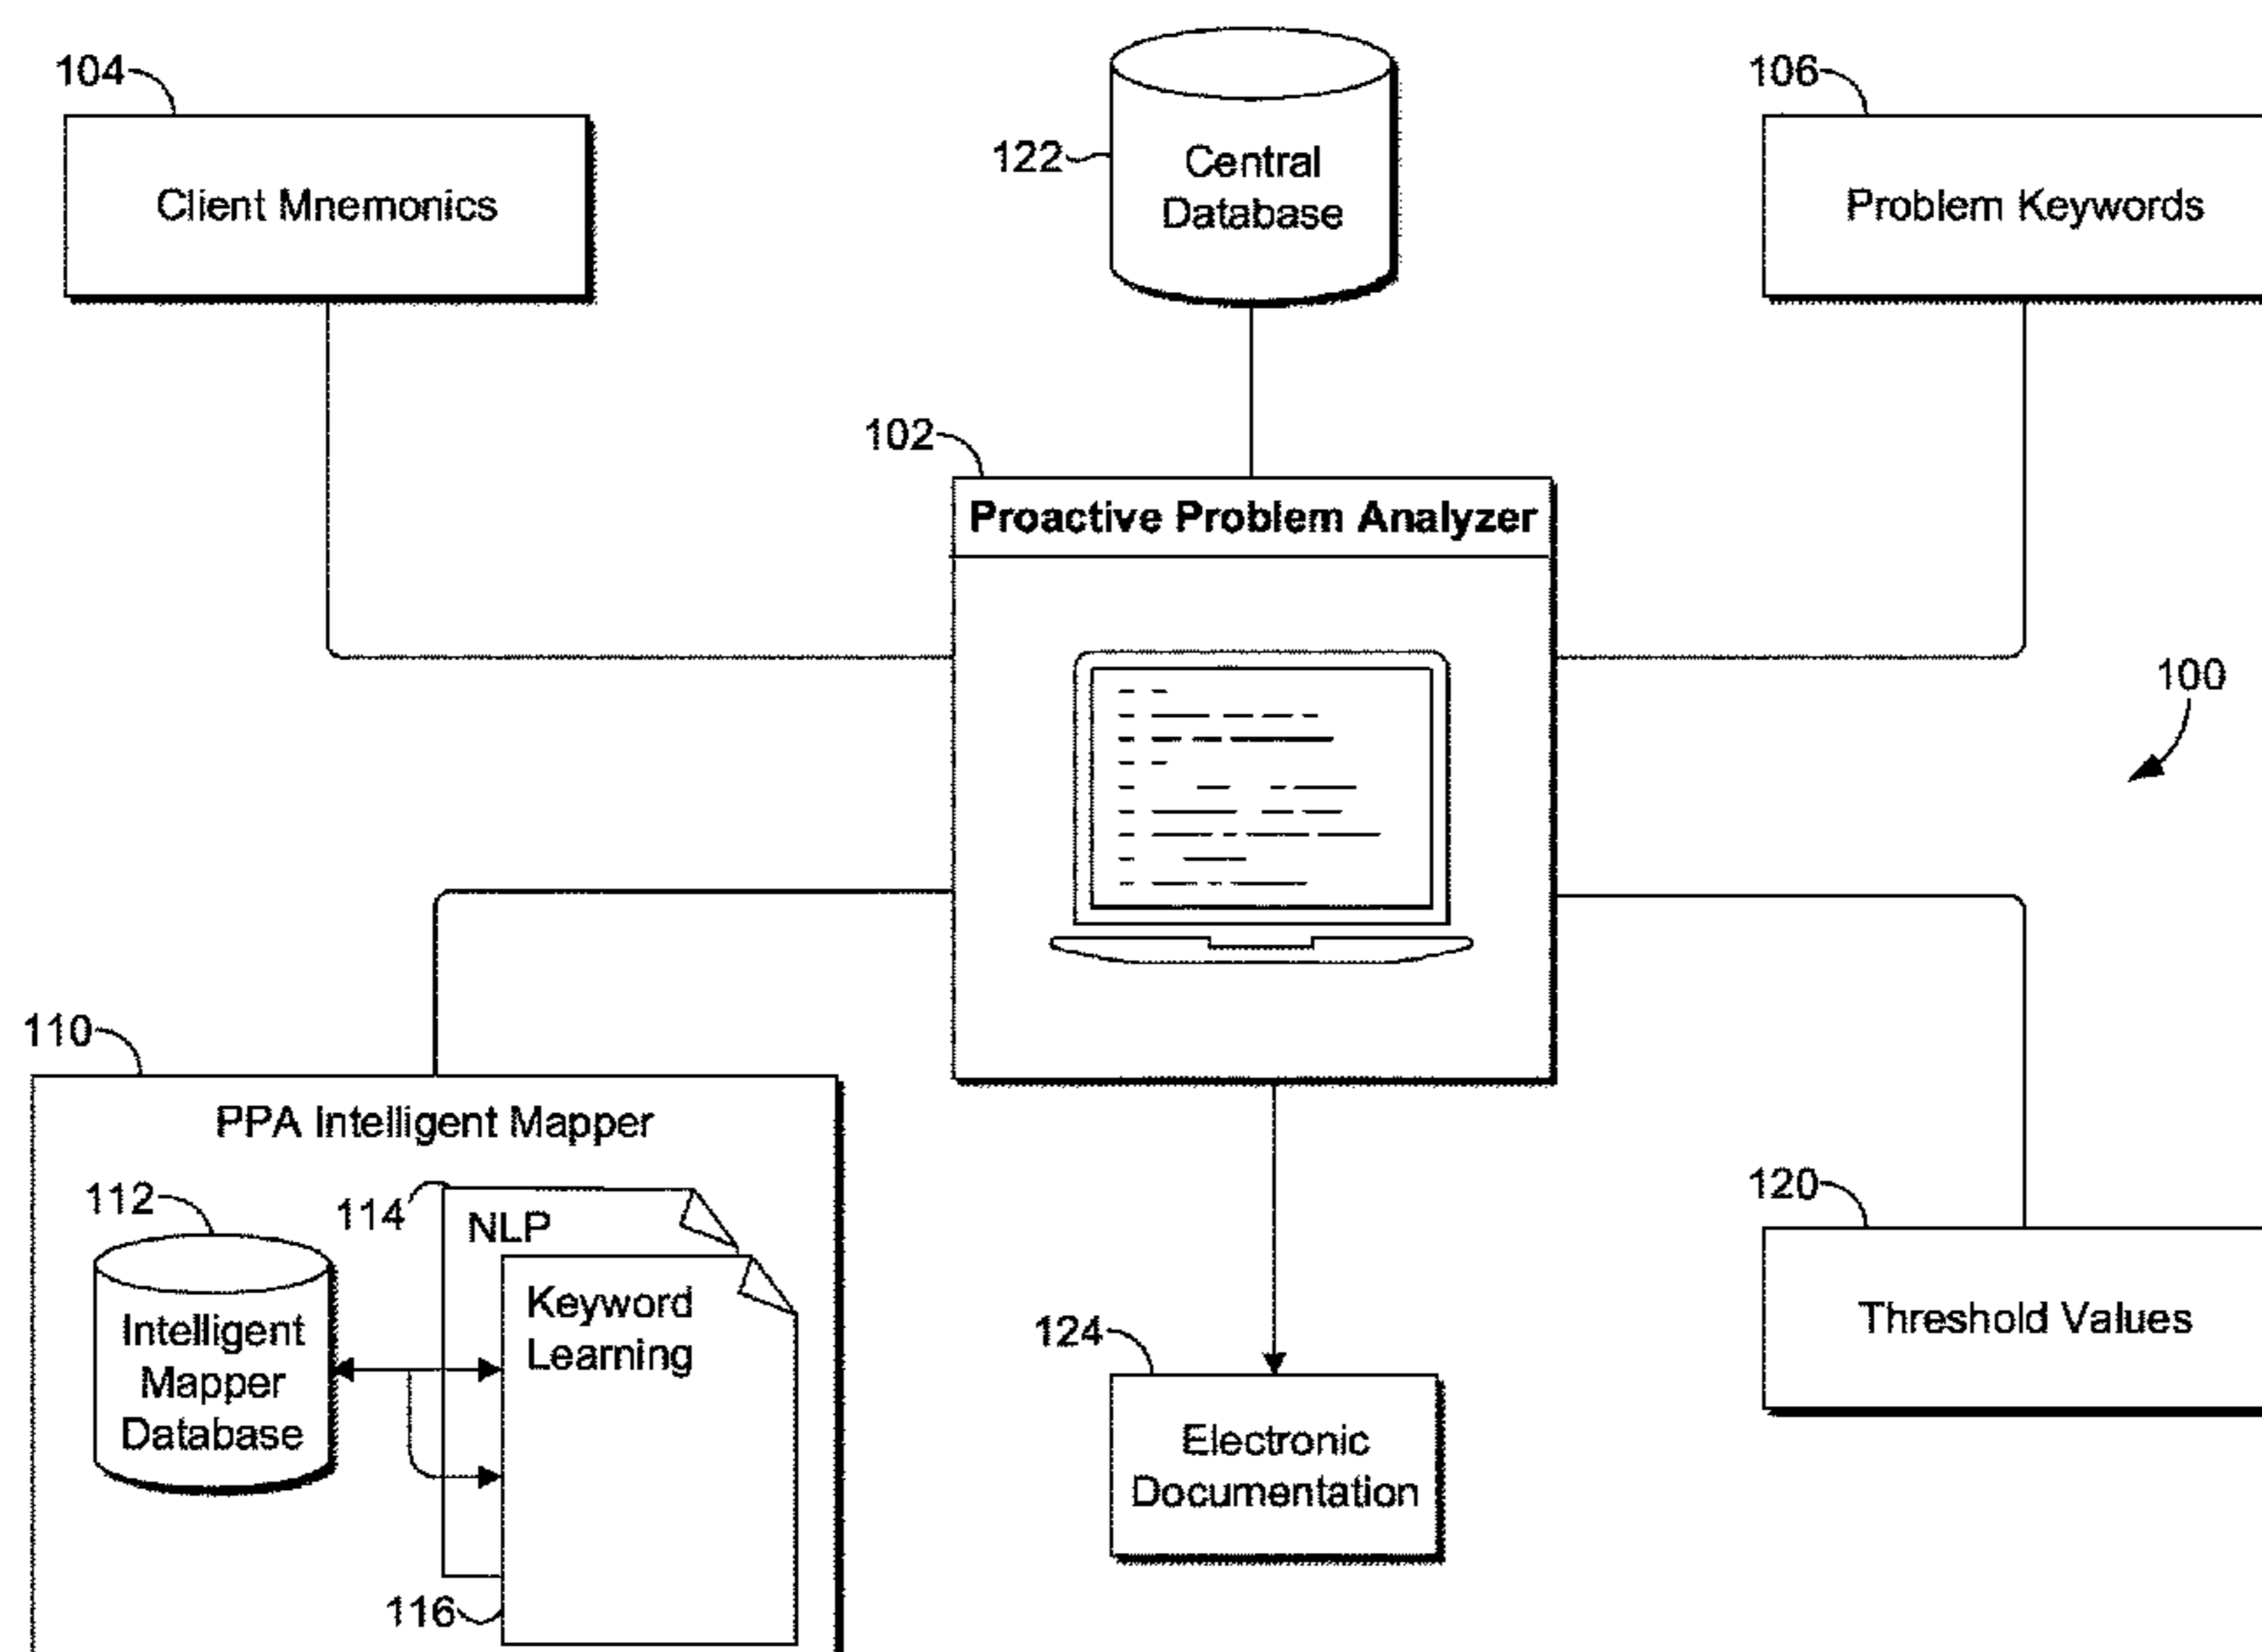 104
Client Mnemonics
122
Central
Database
106
Problem Keywords
102
Proactive Problem Analyzer
100
110
PPA Intelligent Mapper
112
Intelligent
Mapper
Database
114
NLP
Keyword
Learning
116
124
Electronic
Documentation
120
Threshold Values